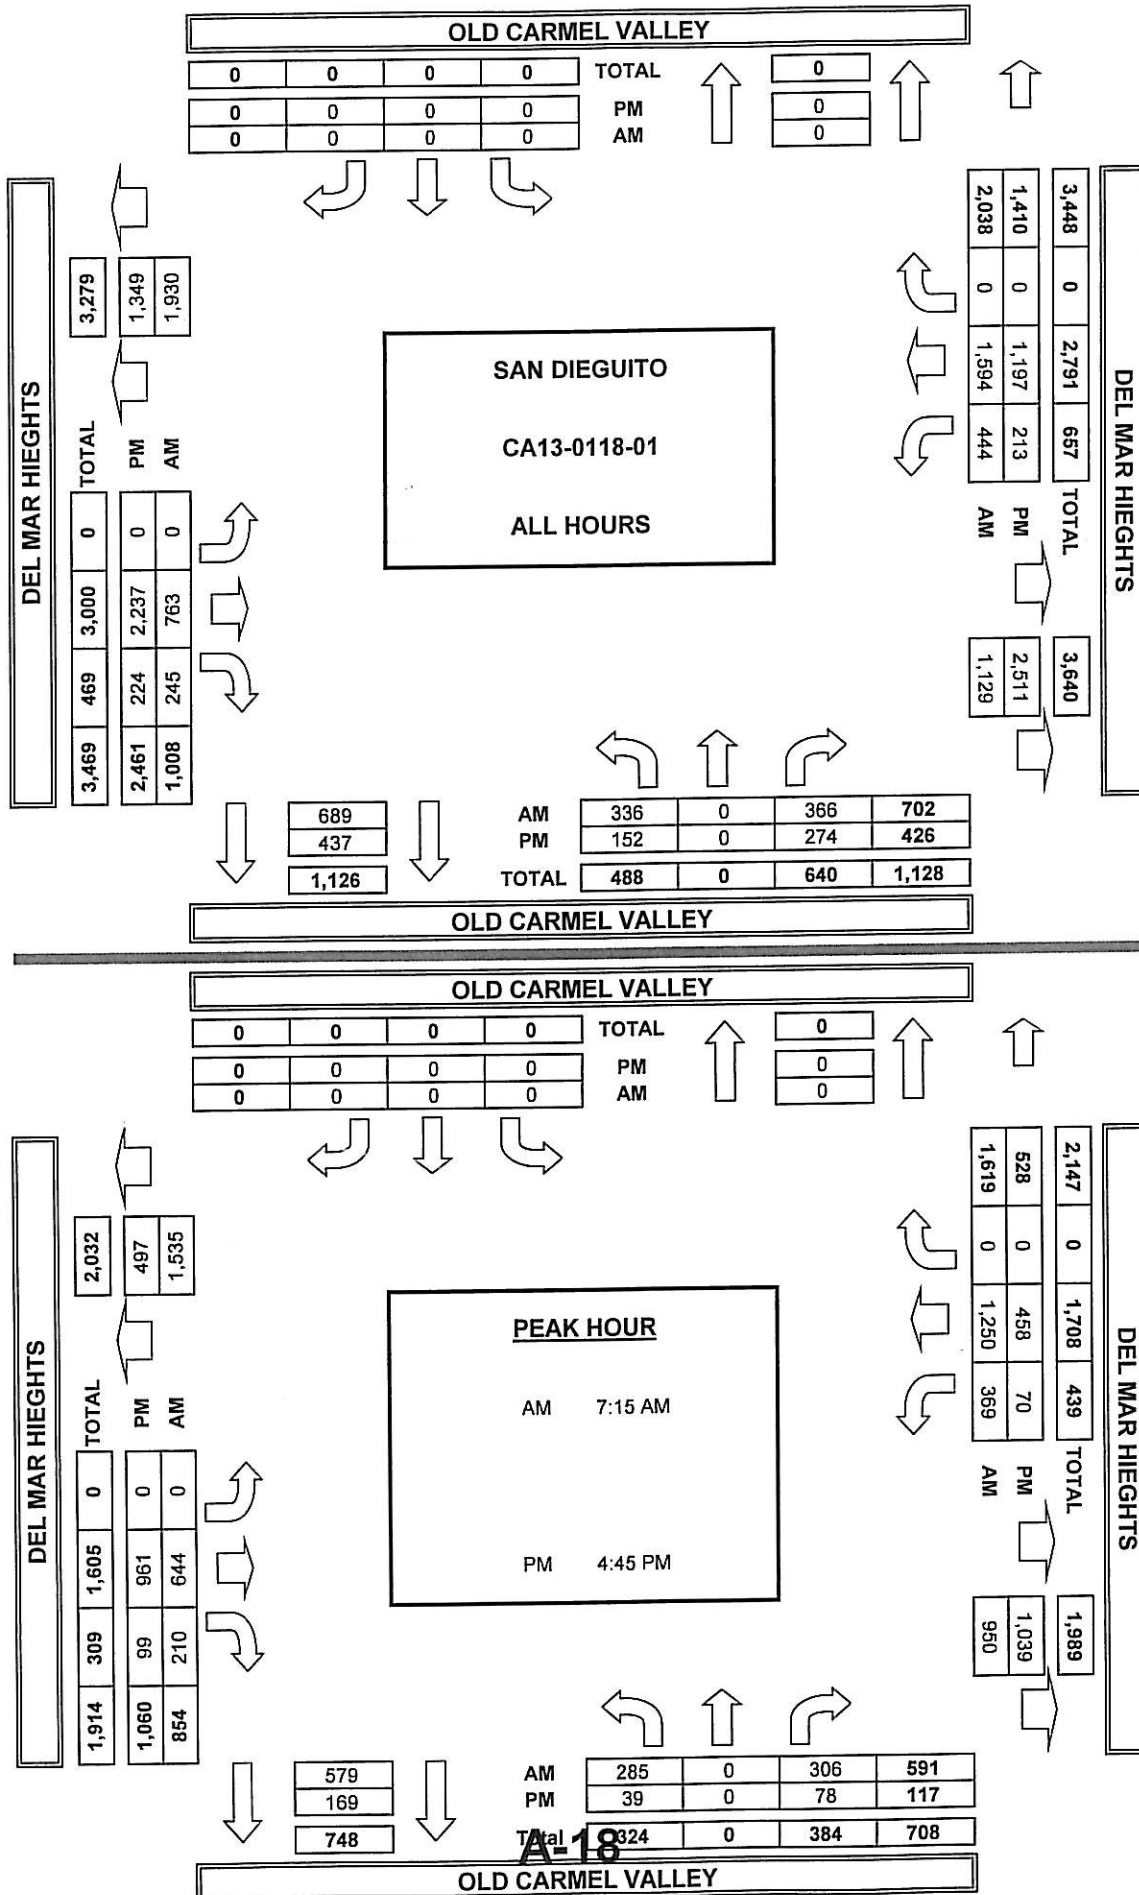 OLD CARMEL VALLEY
0 0 0 0 TOTAL 0
0 0 0 0 PM 0
0 0 0 0 AM 0
DEL MAR HIEGHTS
3,279
1,349
1,930
TOTAL 0 3,000 469 3,469
PM 0 2,237 224 2,461
AM 0 763 245 1,008
SAN DIEGUITO
CA13-0118-01
ALL HOURS
DEL MAR HIEGHTS
3,448 0 2,791 657 TOTAL 3,640
1,410 0 1,197 213 PM 2,511
2,038 0 1,594 444 AM 1,129
689 AM 336 0 366 702
437 PM 152 0 274 426
1,126 TOTAL 488 0 640 1,128
OLD CARMEL VALLEY
OLD CARMEL VALLEY
0 0 0 0 TOTAL 0
0 0 0 0 PM 0
0 0 0 0 AM 0
DEL MAR HIEGHTS
2,032
497
1,535
TOTAL 0 1,605 309 1,914
PM 0 961 99 1,060
AM 0 644 210 854
PEAK HOUR
AM 7:15 AM
PM 4:45 PM
DEL MAR HIEGHTS
2,147 0 1,708 439 TOTAL 1,989
528 0 458 70 PM 1,039
1,619 0 1,250 369 AM 950
579 AM 285 0 306 591
169 PM 39 0 78 117
748 Total 324 0 384 708
A-18
OLD CARMEL VALLEY